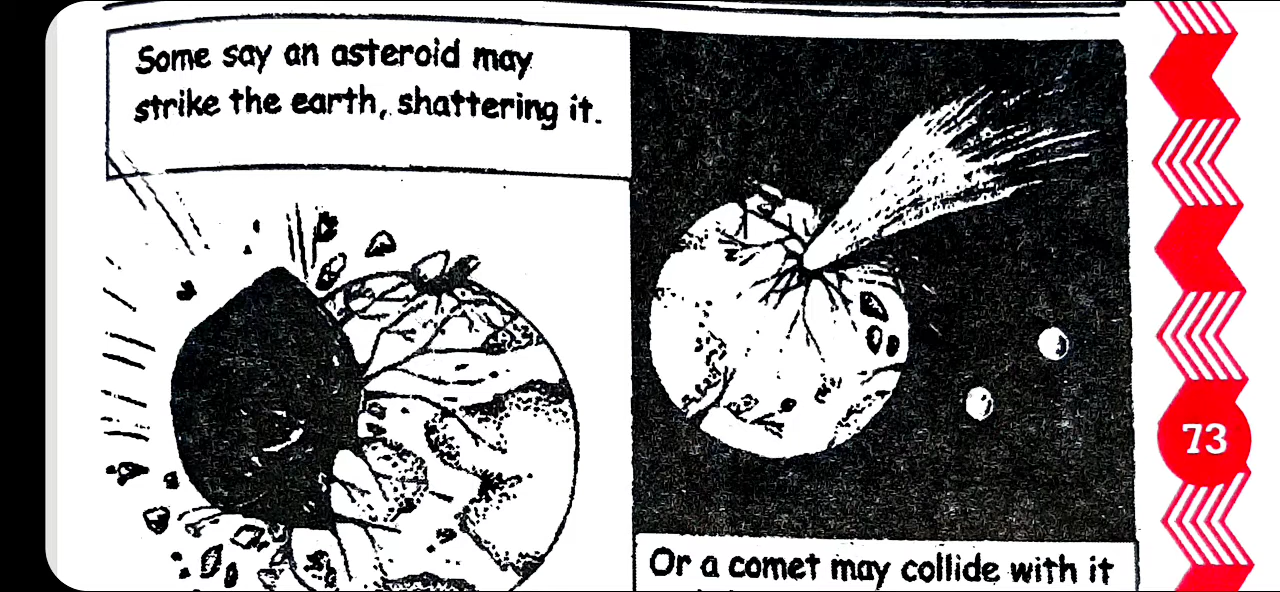 Some say an asteroid may
strike the earth, shattering it.
73
Or a comet may collide with it